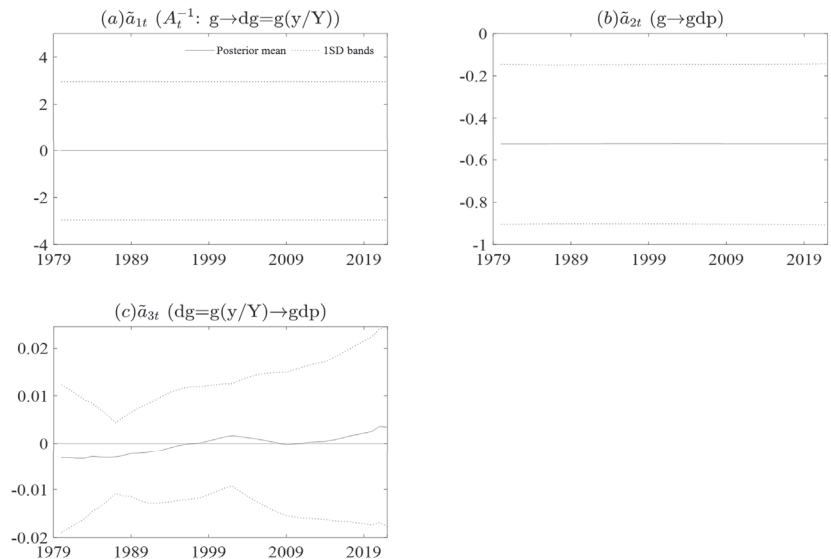 (a)ã₁ₜ (Aₜ⁻¹: g→dg=g(y/Y))
Posterior mean
1SD bands
4
2
0
-2
-4
1979 1989 1999 2009 2019
(b)ã₂ₜ (g→gdp)
0
-0.2
-0.4
-0.6
-0.8
-1
1979 1989 1999 2009 2019
(c)ã₃ₜ (dg=g(y/Y)→gdp)
0.02
0.01
0
-0.01
-0.02
1979 1989 1999 2009 2019